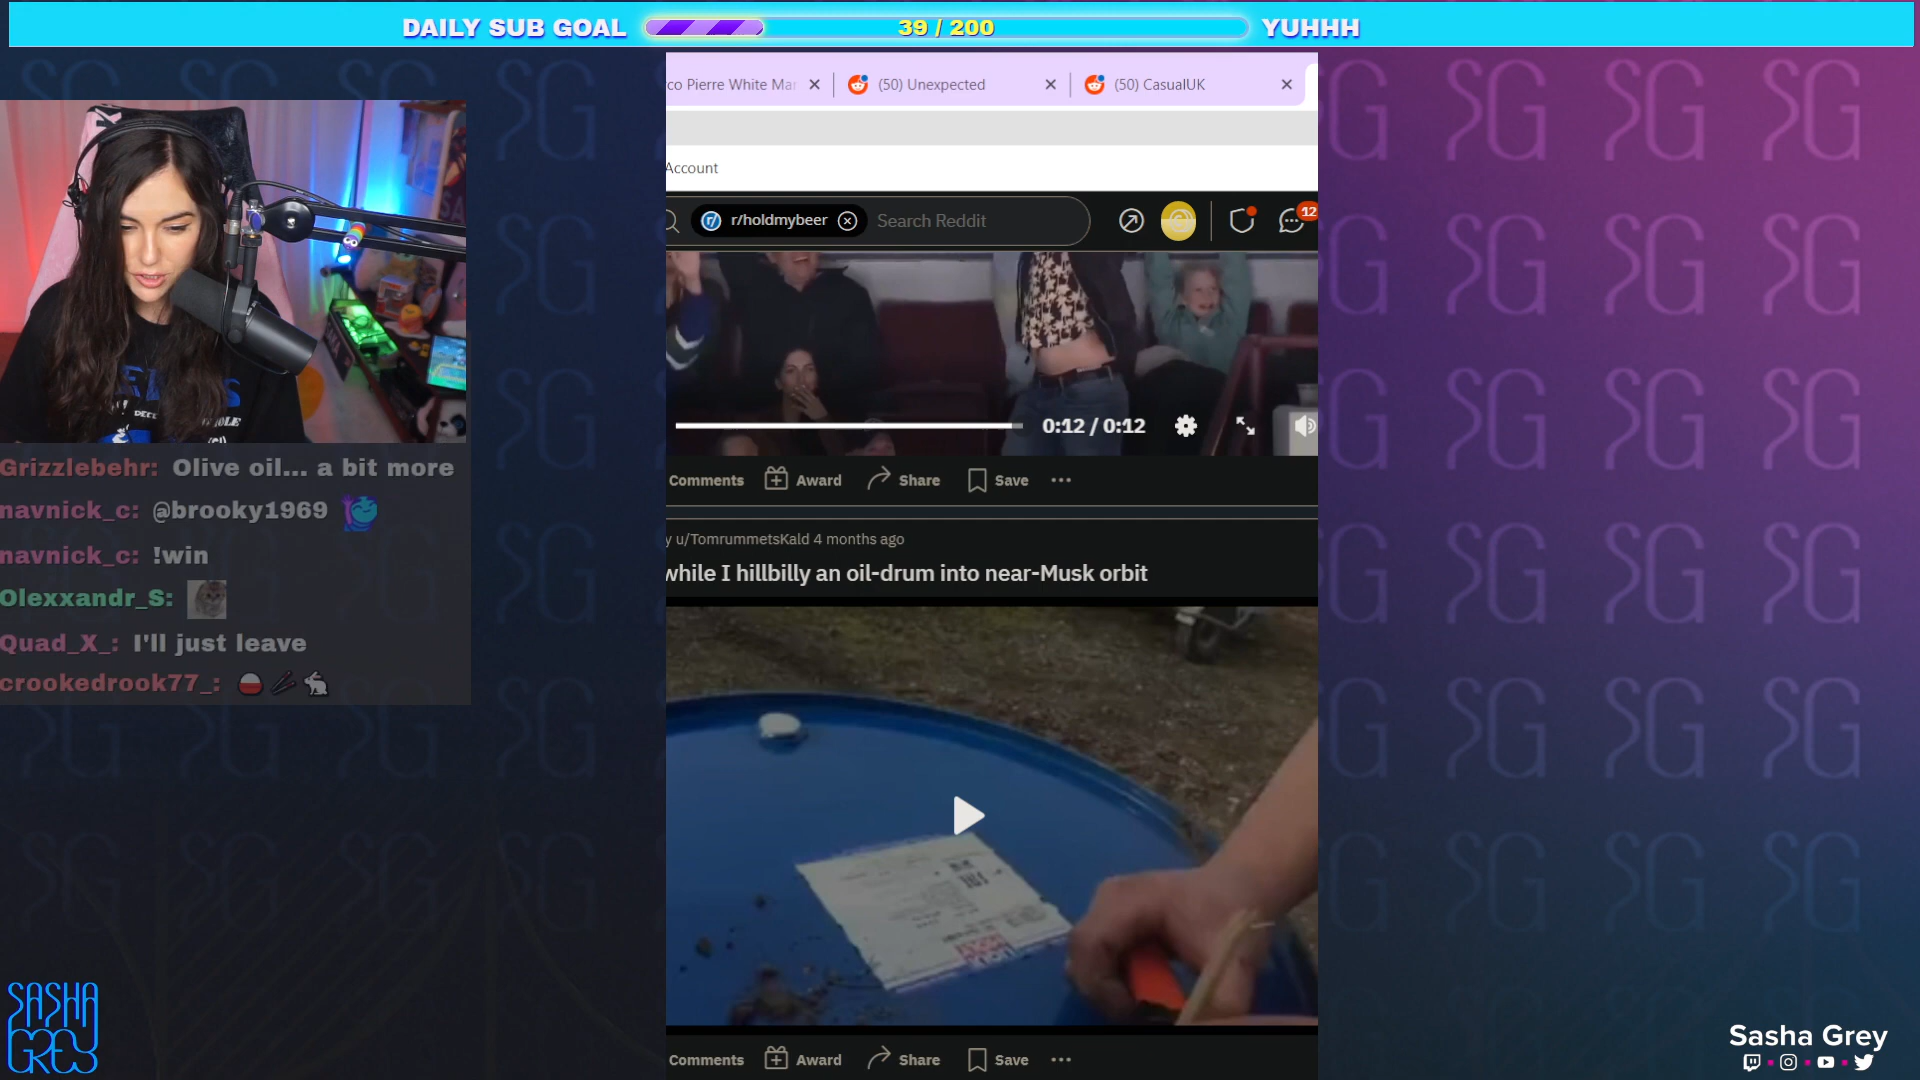 DAILY SUB GOAL 39 / 200 YUHHH
co Pierre White Mar
(50) Unexpected
(50) CasualUK
Account
r/holdmybeer Search Reddit
12
0:12 / 0:12
Comments Award Share Save
y u/TomrummetsKald 4 months ago
while I hillbilly an oil-drum into near-Musk orbit
Comments Award Share Save
Grizzlebehr: Olive oil... a bit more
navnick_c: @brooky1969
navnick_c: !win
Olexxandr_S:
Quad_X_: I'll just leave
crookedrook77_:
SASHA
GREY
Sasha Grey